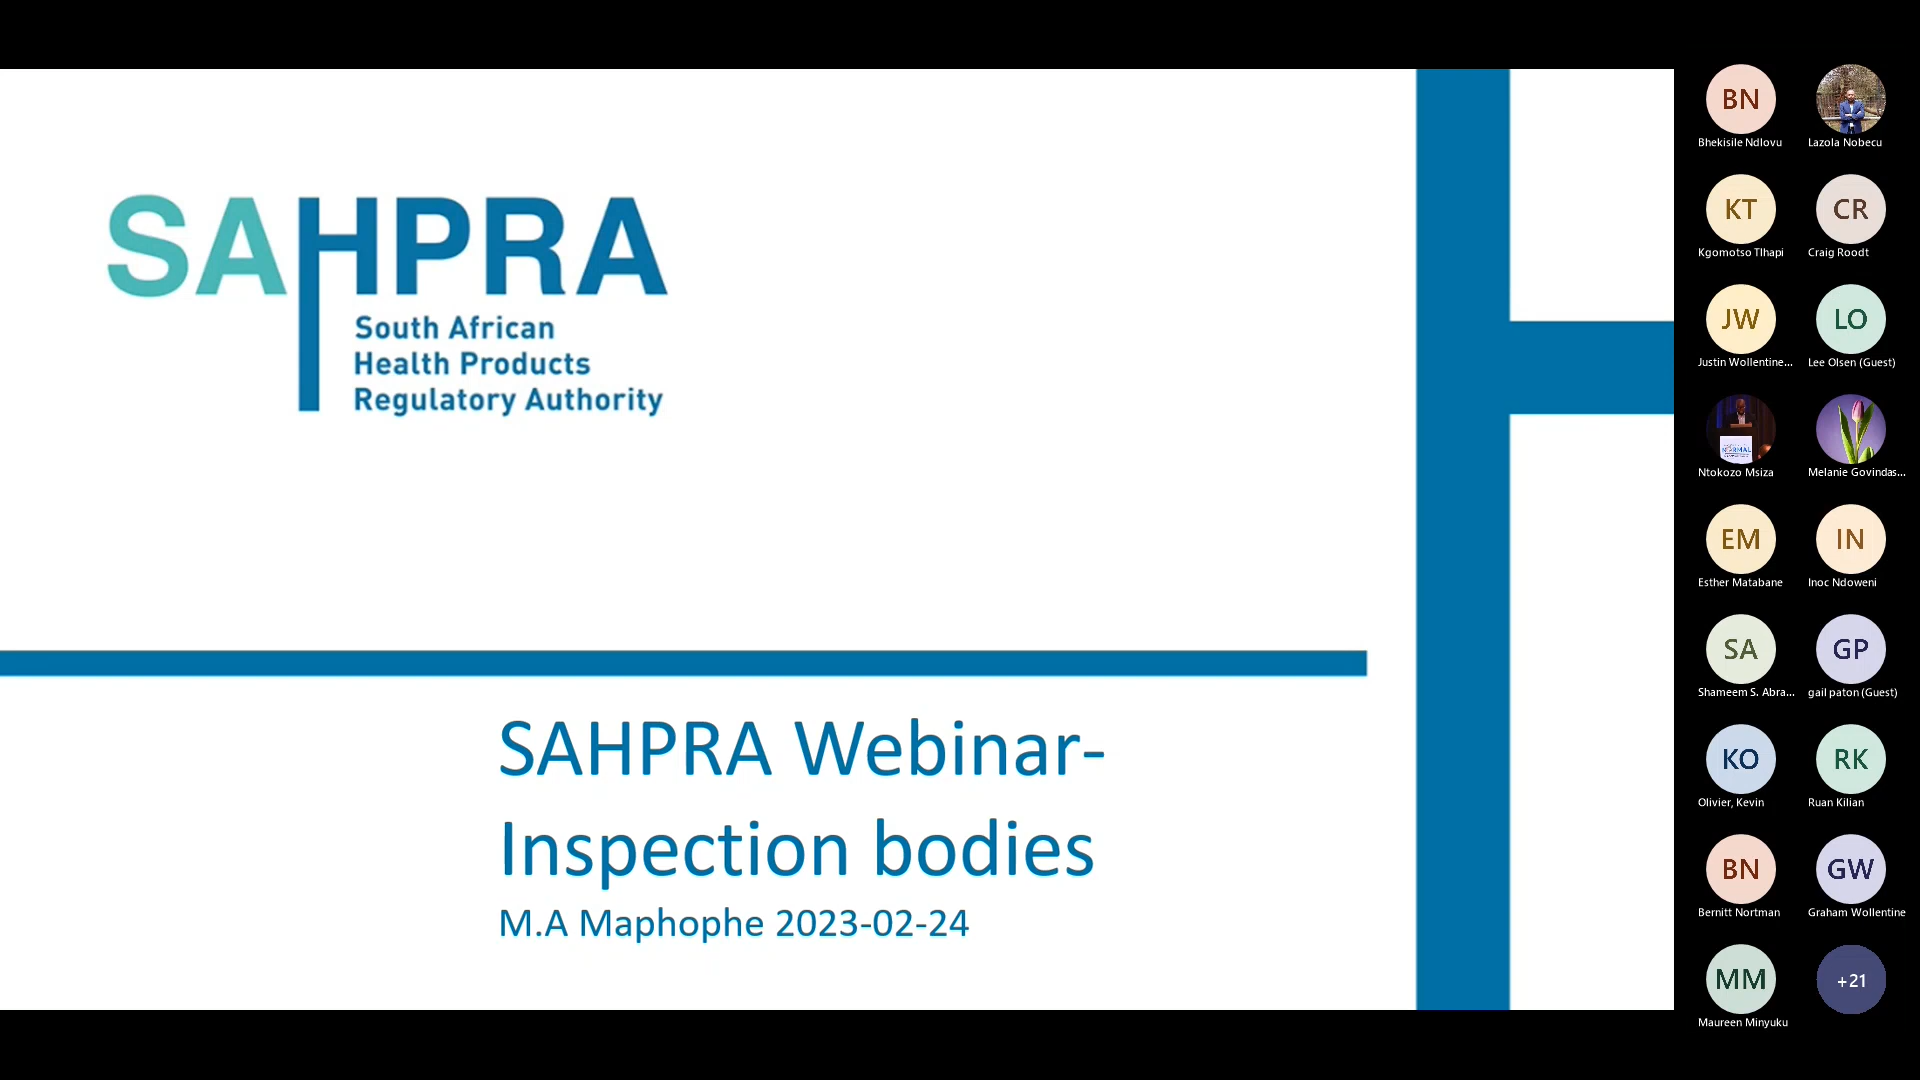 SAHPRA
South African
Health Products
Regulatory Authority
SAHPRA Webinar-
Inspection bodies
M.A Maphophe 2023-02-24
BN
Bhekisile Ndlovu
Lazola Nobecu
KT
Kgomotso Tlhapi
CR
Craig Roodt
JW
Justin Wollentine...
LO
Lee Olsen (Guest)
NORMAL
Ntokozo Msiza
Melanie Govindas...
EM
Esther Matabane
IN
Inoc Ndoweni
SA
Shameem S. Abra...
GP
gail paton (Guest)
KO
Olivier, Kevin
RK
Ruan Kilian
BN
Bernitt Nortman
GW
Graham Wollentine
MM
Maureen Minyuku
+21